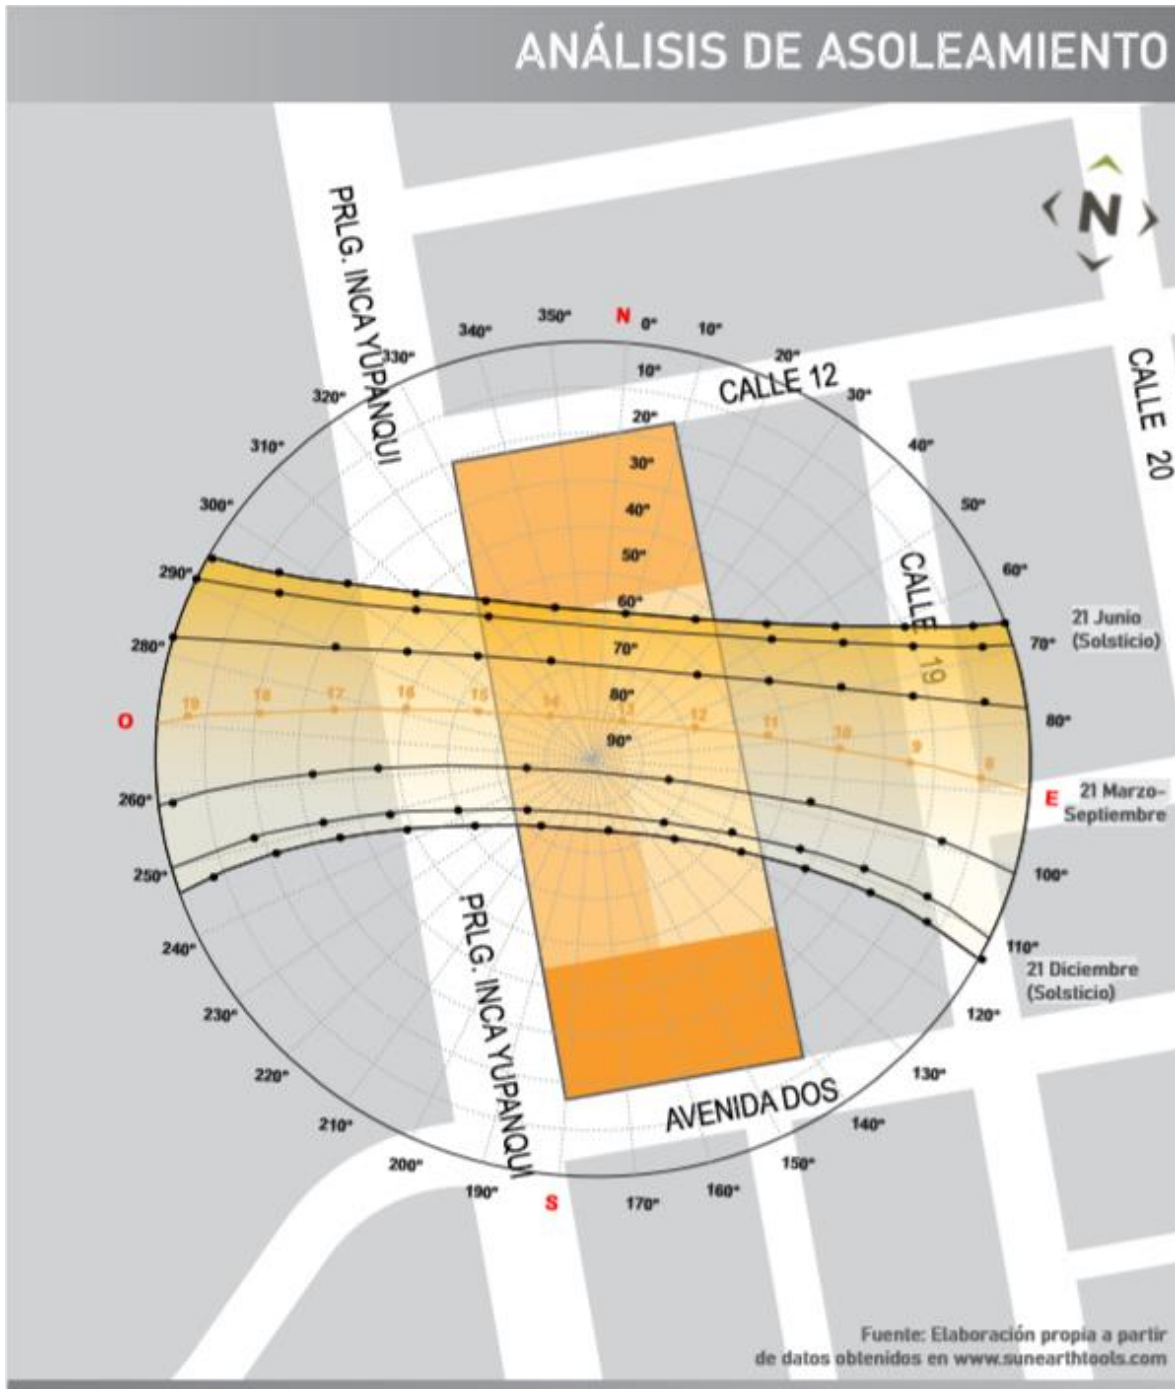 ANÁLISIS DE ASOLEAMIENTO
N
PRLG. INCA YUPANQUI
CALLE 12
CALLE 20
CALLE 19
N
0°
10°
20°
30°
40°
50°
60°
70°
80°
E
100°
110°
120°
130°
140°
150°
160°
170°
S
190°
200°
210°
220°
230°
240°
250°
260°
O
280°
290°
300°
310°
320°
330°
340°
350°
10°
20°
30°
40°
50°
60°
70°
80°
90°
19
18
17
16
15
14
13
12
11
10
9
8
21 Junio
(Solsticio)
21 Marzo-
Septiembre
21 Diciembre
(Solsticio)
PRLG. INCA YUPANQUI
AVENIDA DOS
Fuente: Elaboración propia a partir
de datos obtenidos en www.sunearthtools.com